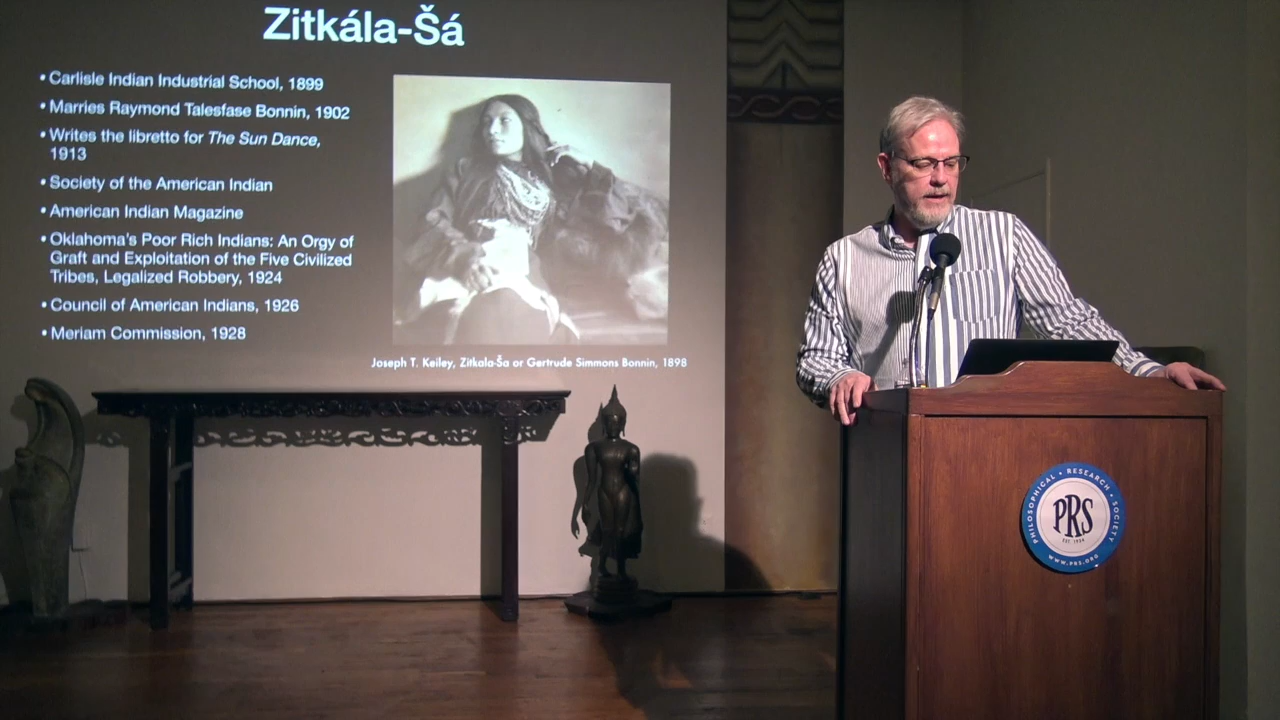 Zitkála-Šá
• Carlisle Indian Industrial School, 1899
• Marries Raymond Talesfase Bonnin, 1902
• Writes the libretto for The Sun Dance,
1913
• Society of the American Indian
• American Indian Magazine
• Oklahoma's Poor Rich Indians: An Orgy of
Graft and Exploitation of the Five Civilized
Tribes, Legalized Robbery, 1924
• Council of American Indians, 1926
• Meriam Commission, 1928
Joseph T. Keiley, Zitkala-Ša or Gertrude Simmons Bonnin, 1898
PHILOSOPHICAL • RESEARCH • SOCIETY
PRS
EST. 1934
WWW.PRS.ORG